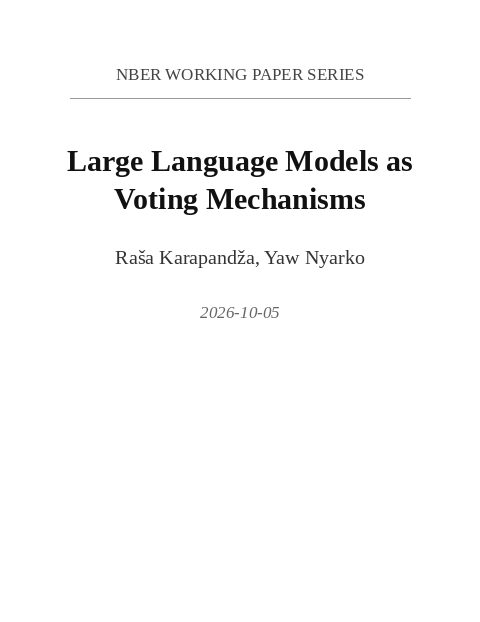 NBER WORKING PAPER SERIES
Large Language Models as
Voting Mechanisms
Raša Karapandža, Yaw Nyarko
2026-10-05